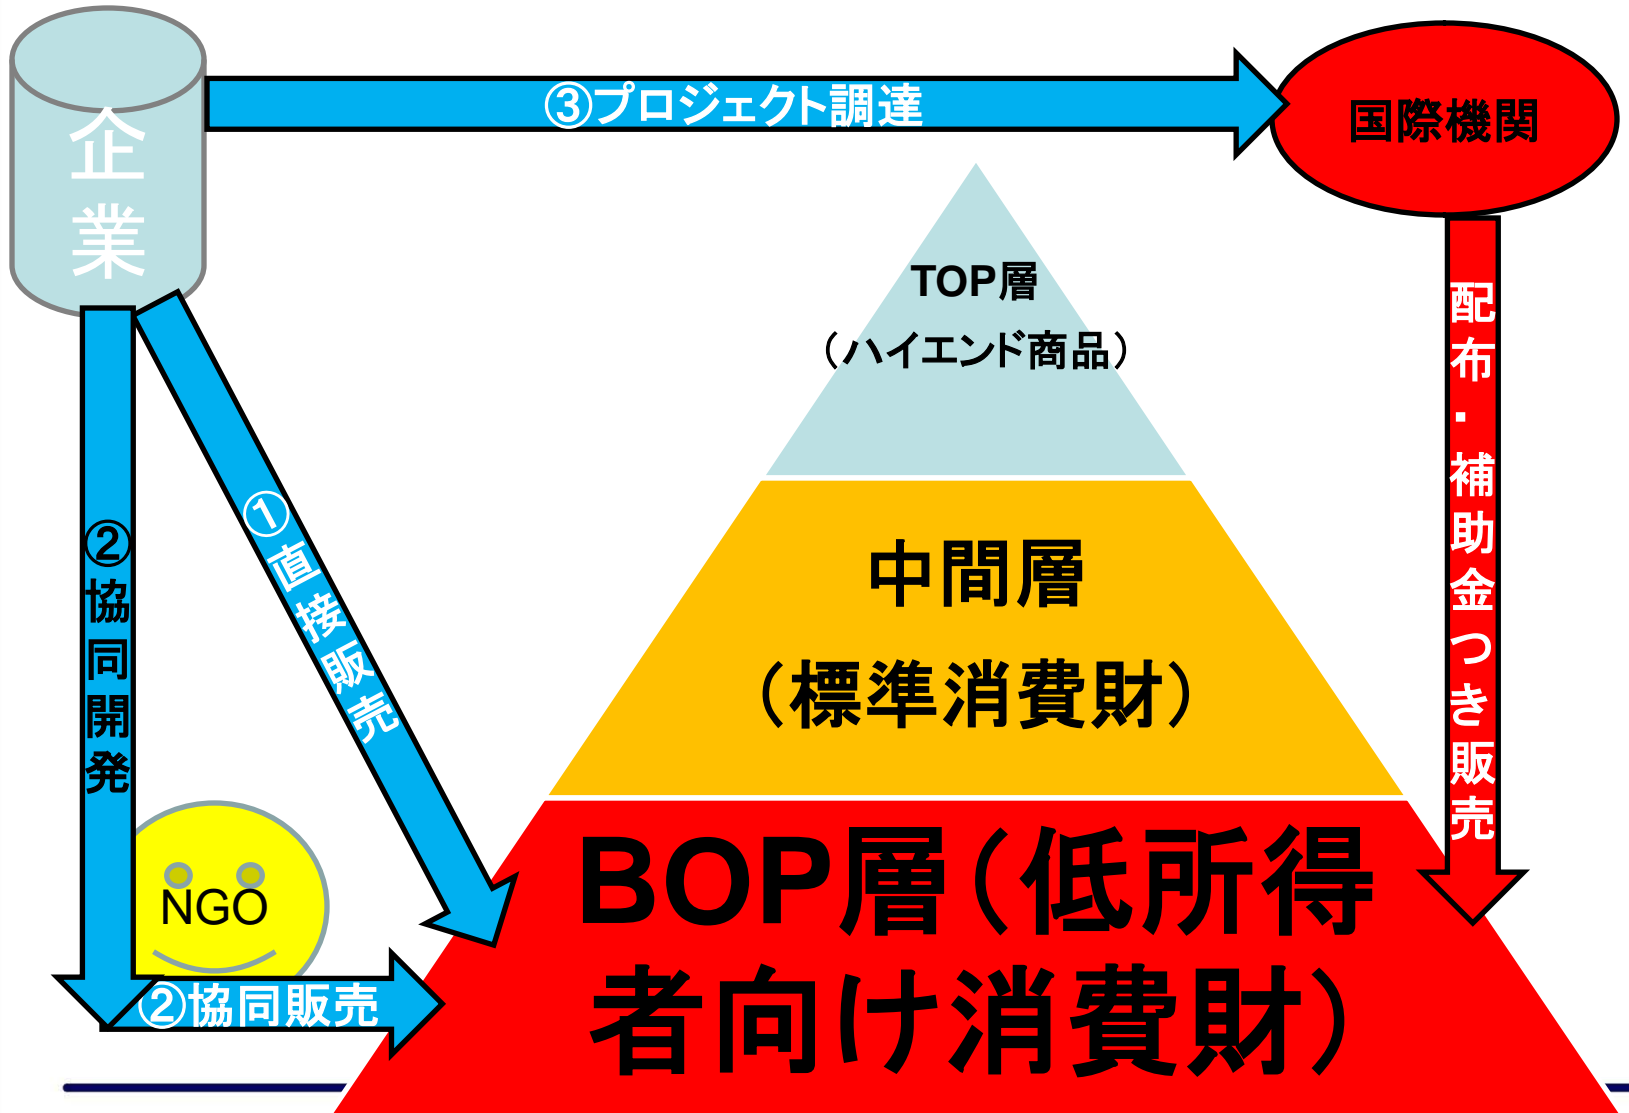 企
業
③プロジェクト調達
国際機関
TOP層
（ハイエンド商品）
中間層
（標準消費財）
BOP層（低所得
者向け消費財）
①直接販売
②協同開発
NGO
②協同販売
配布・補助金つき販売